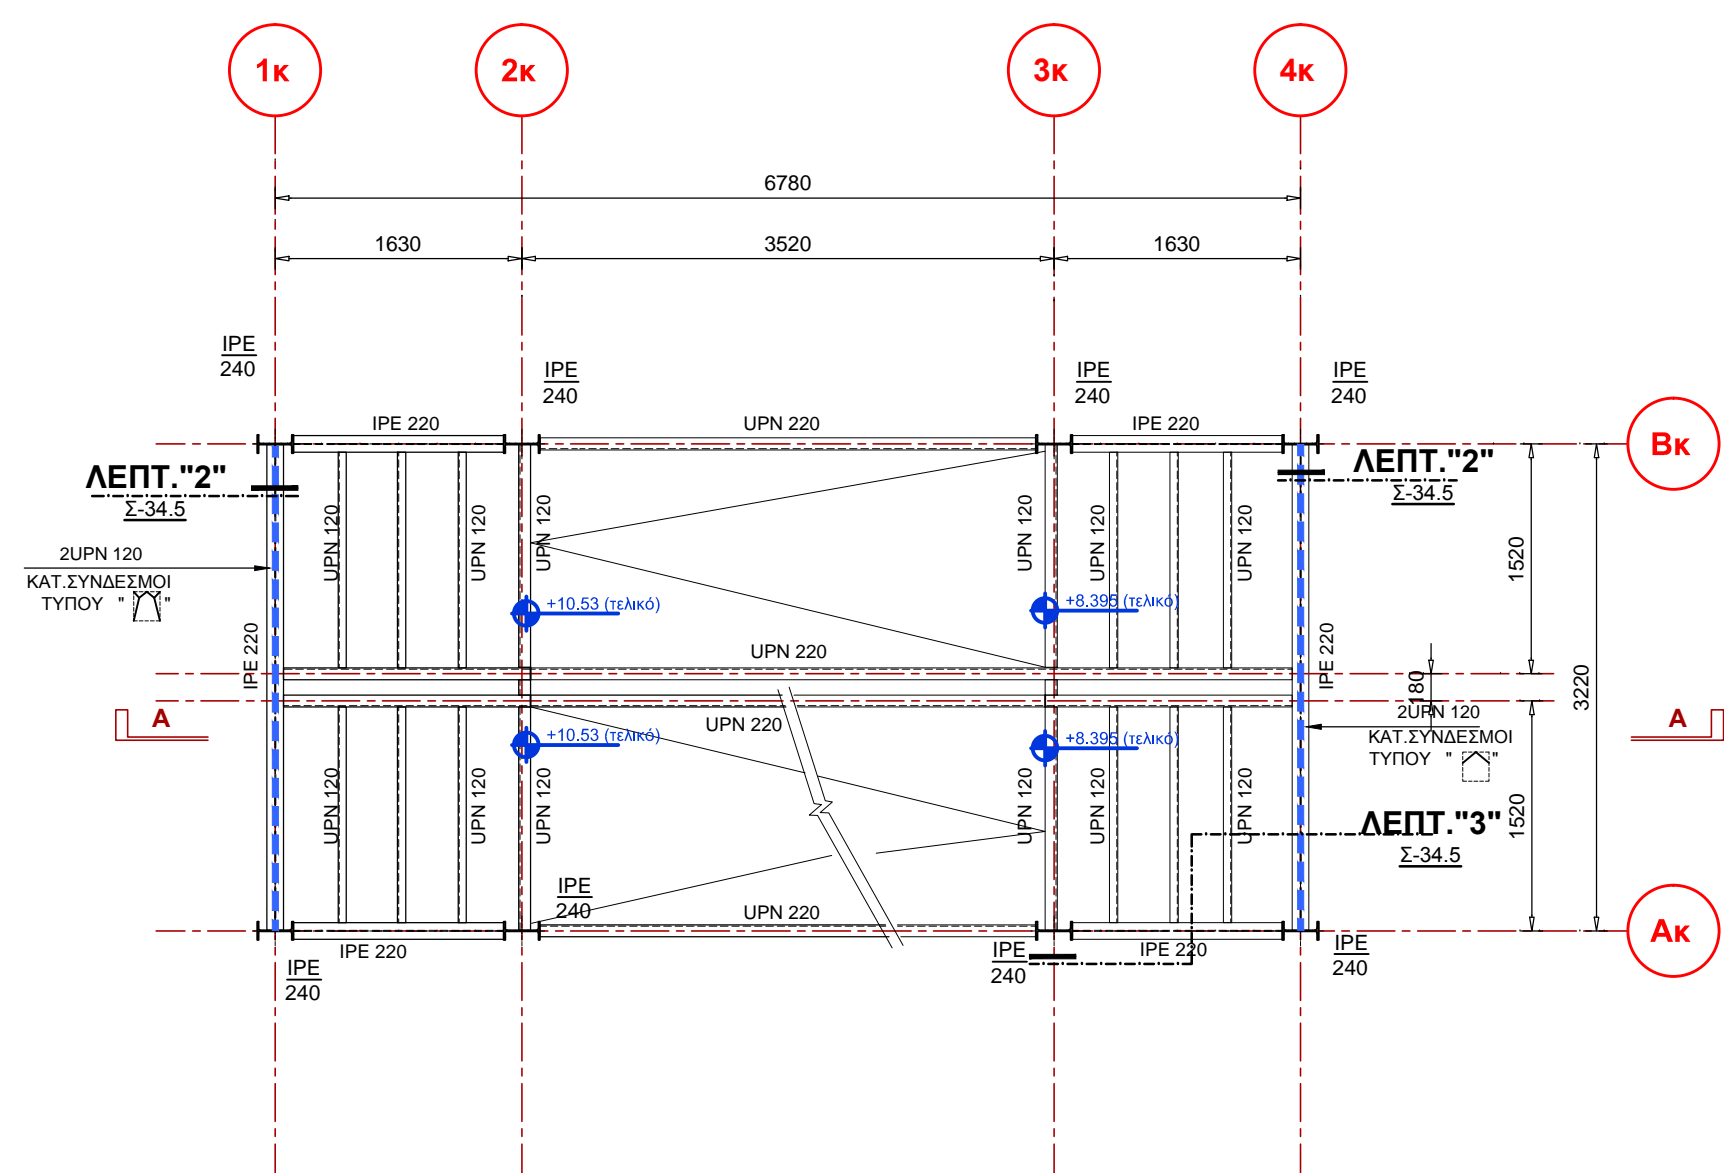 1κ 2κ 3κ 4κ
6780
1630 3520 1630
IPE
240
IPE
240
IPE
240
IPE
240
IPE 220 UPN 220 IPE 220
Βκ
ΛΕΠΤ."2"
Σ-34.5
ΛΕΠΤ."2"
Σ-34.5
UPN 120
UPN 120
UPN 120
UPN 120
UPN 120
UPN 120
1520
2UPN 120
ΚΑΤ.ΣΥΝΔΕΣΜΟΙ
ΤΥΠΟΥ " "
+10.53 (τελικό)
+8.395 (τελικό)
IPE 220
UPN 220
IPE 220
180
3220
A
UPN 220
+10.53 (τελικό)
+8.395 (τελικό)
2UPN 120
ΚΑΤ.ΣΥΝΔΕΣΜΟΙ
ΤΥΠΟΥ " "
A
UPN 120
UPN 120
UPN 120
UPN 120
UPN 120
UPN 120
1520
ΛΕΠΤ."3"
Σ-34.5
IPE
240
UPN 220
Ακ
IPE 220
IPE 220
IPE
240
IPE
240
IPE
240